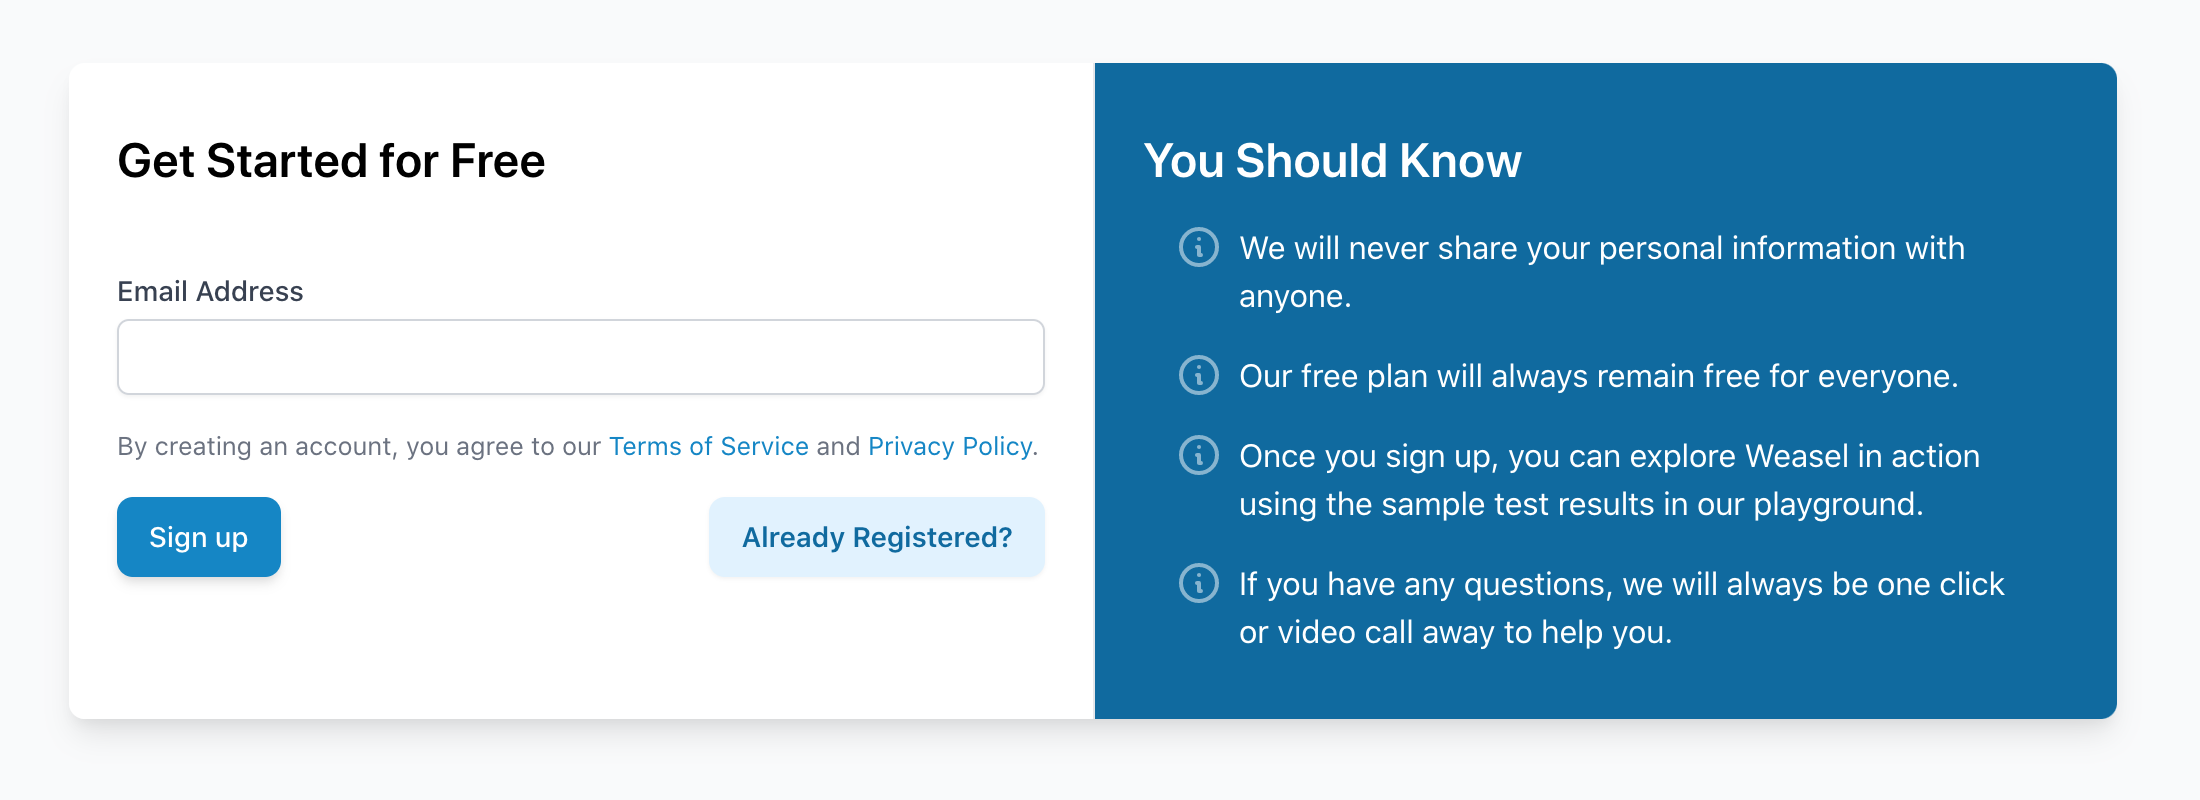 Get Started for Free
Email Address
By creating an account, you agree to our Terms of Service and Privacy Policy.
Sign up
Already Registered?
You Should Know
We will never share your personal information with
anyone.
Our free plan will always remain free for everyone.
Once you sign up, you can explore Weasel in action
using the sample test results in our playground.
If you have any questions, we will always be one click
or video call away to help you.